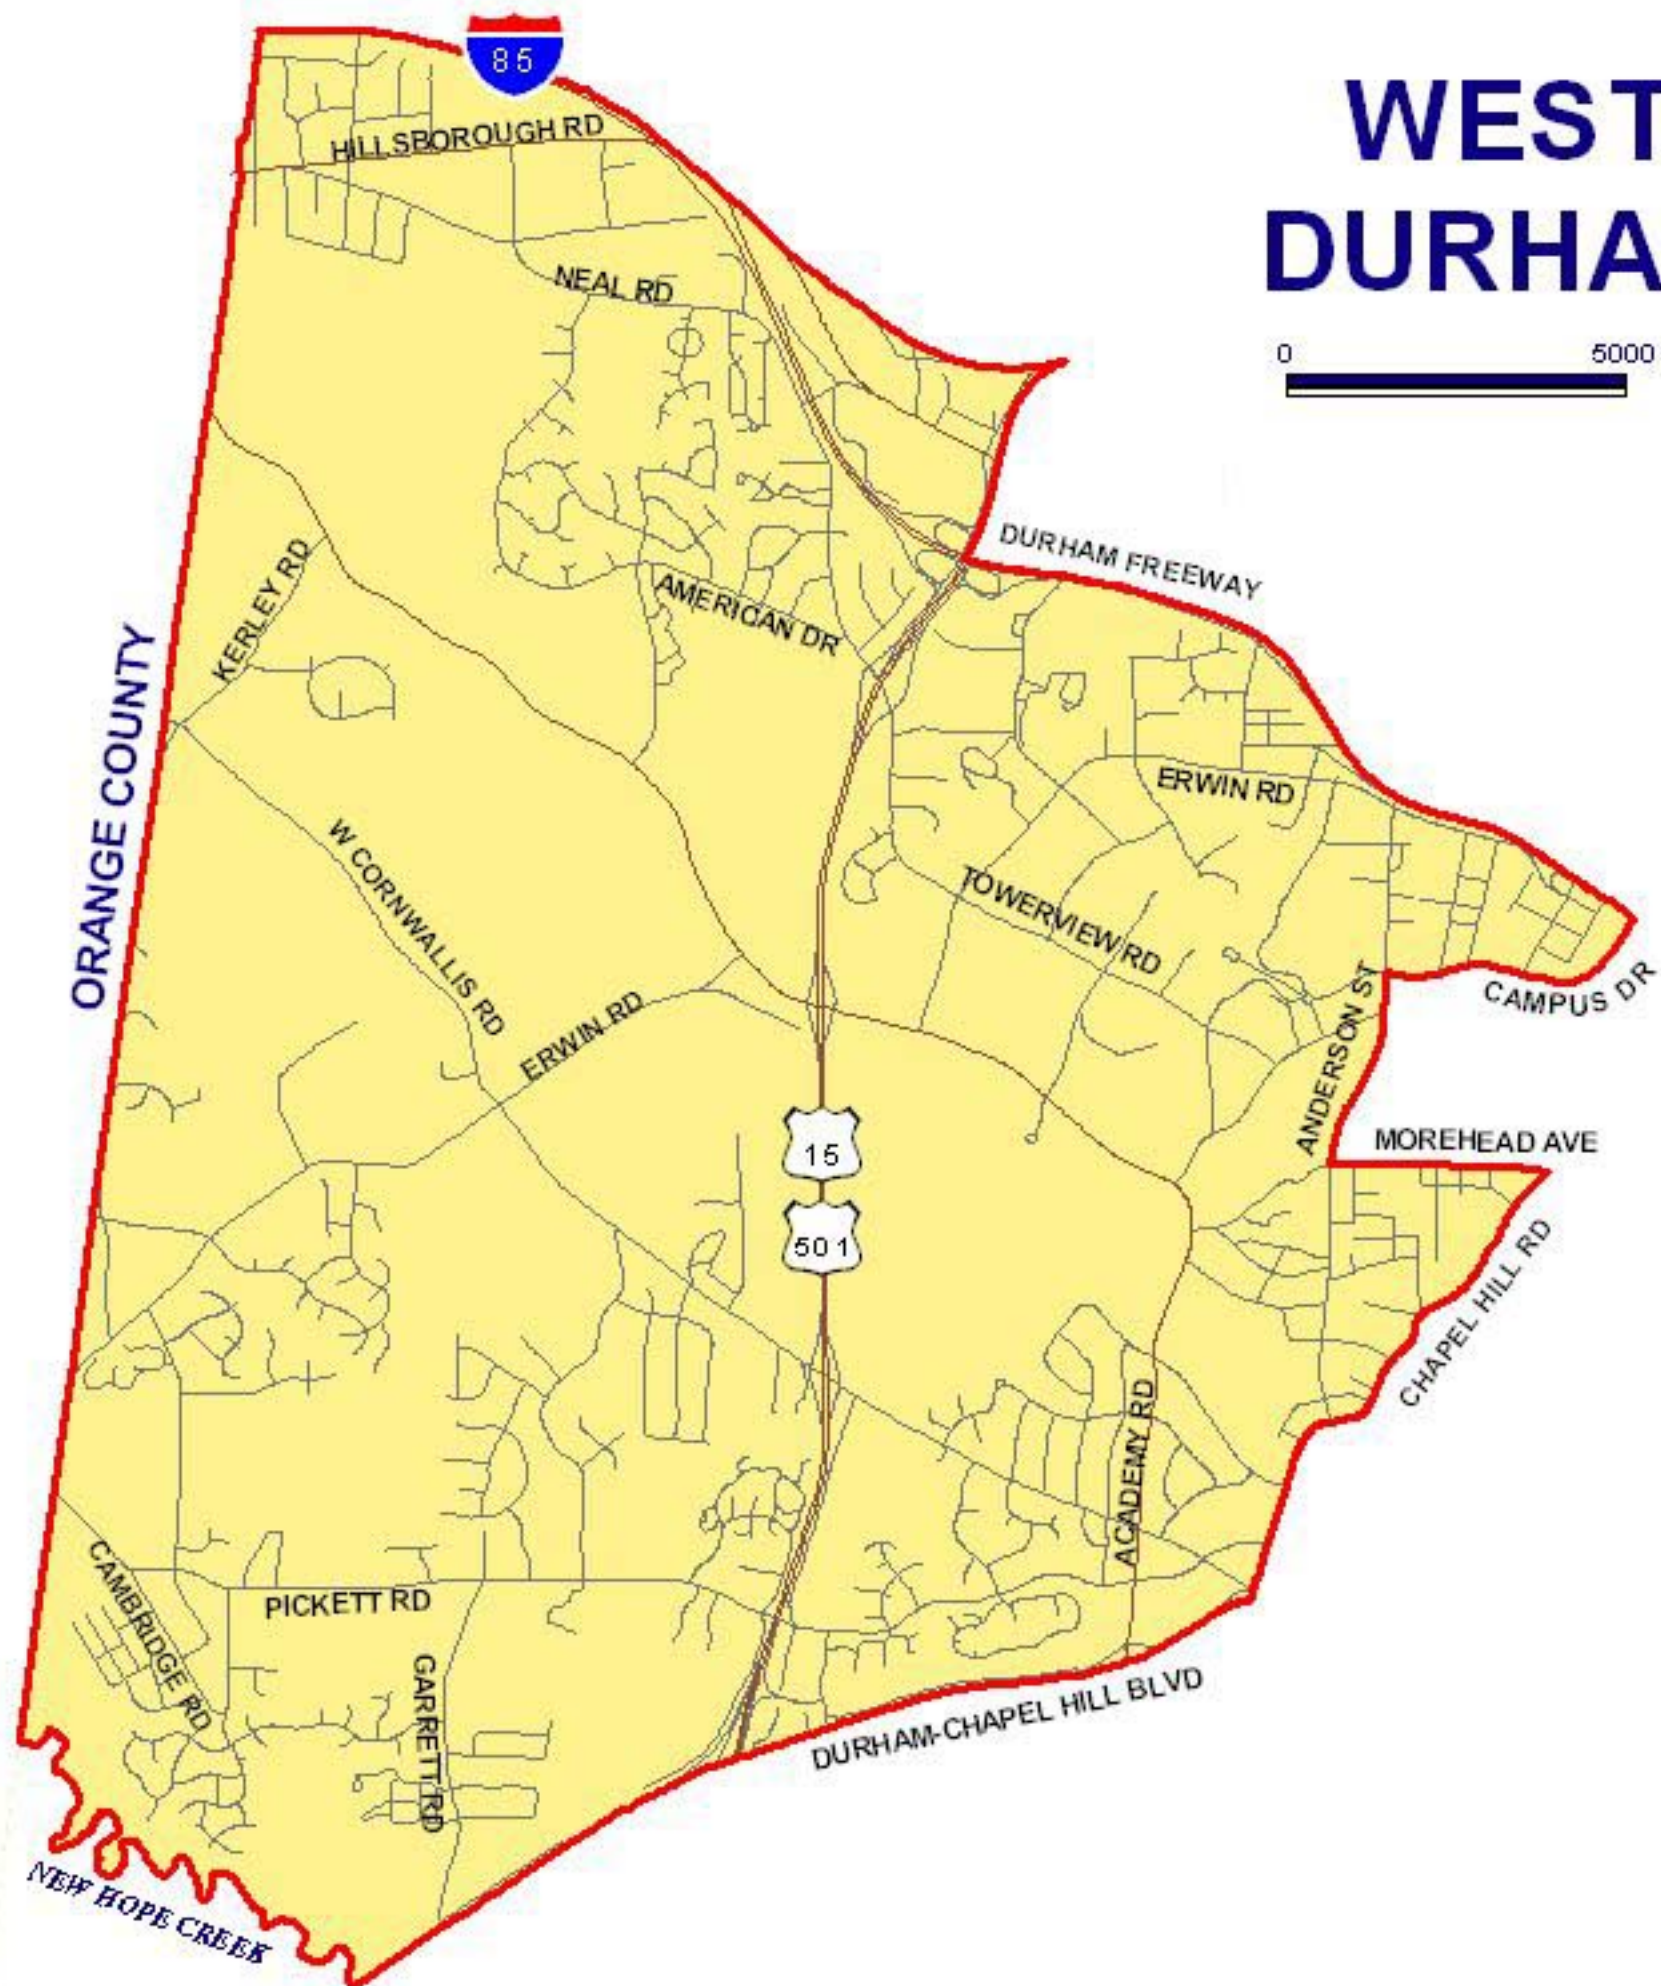 85
WEST
DURHA
0 5000
HILLSBOROUGH RD
NEAL RD
DURHAM FREEWAY
KERLEY RD
AMERICAN DR
ORANGE COUNTY
ERWIN RD
W CORNWALLIS RD
TOWERVIEW RD
ANDERSON ST
CAMPUS DR
ERWIN RD
15
MOREHEAD AVE
501
CHAPEL HILL RD
ACADEMY RD
CAMBRIDGE RD
PICKETT RD
GARRETT RD
DURHAM-CHAPEL HILL BLVD
NEW HOPE CREEK